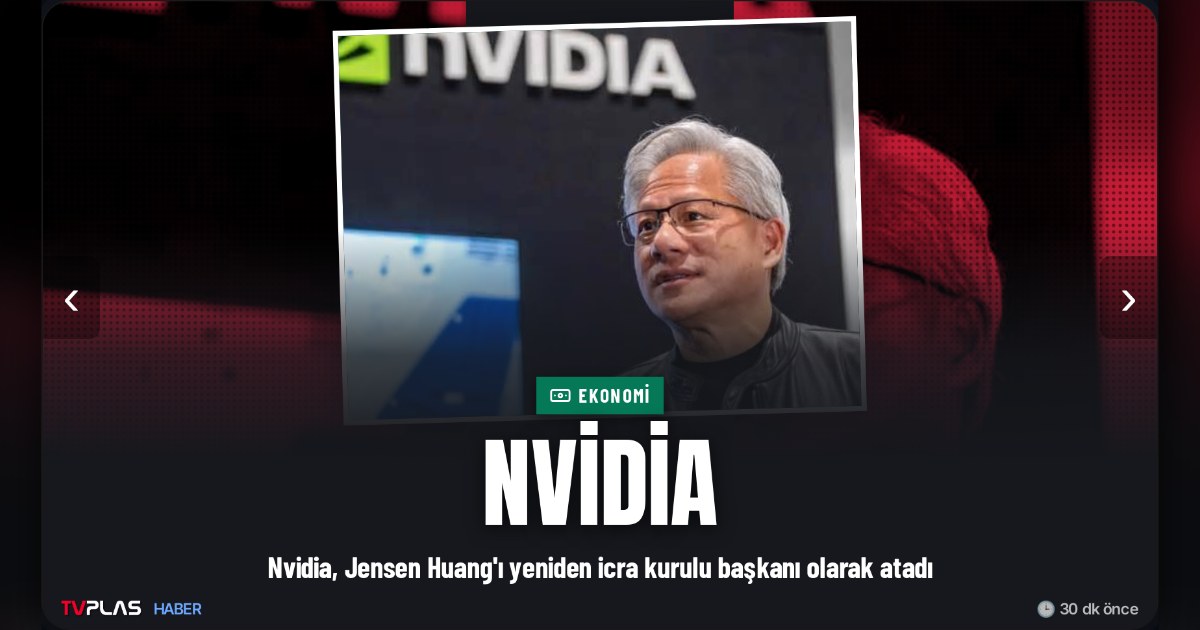 NVIDIA
EKONOMİ
NVİDİA
Nvidia, Jensen Huang'ı yeniden icra kurulu başkanı olarak atadı
TVPLAS HABER
30 dk önce